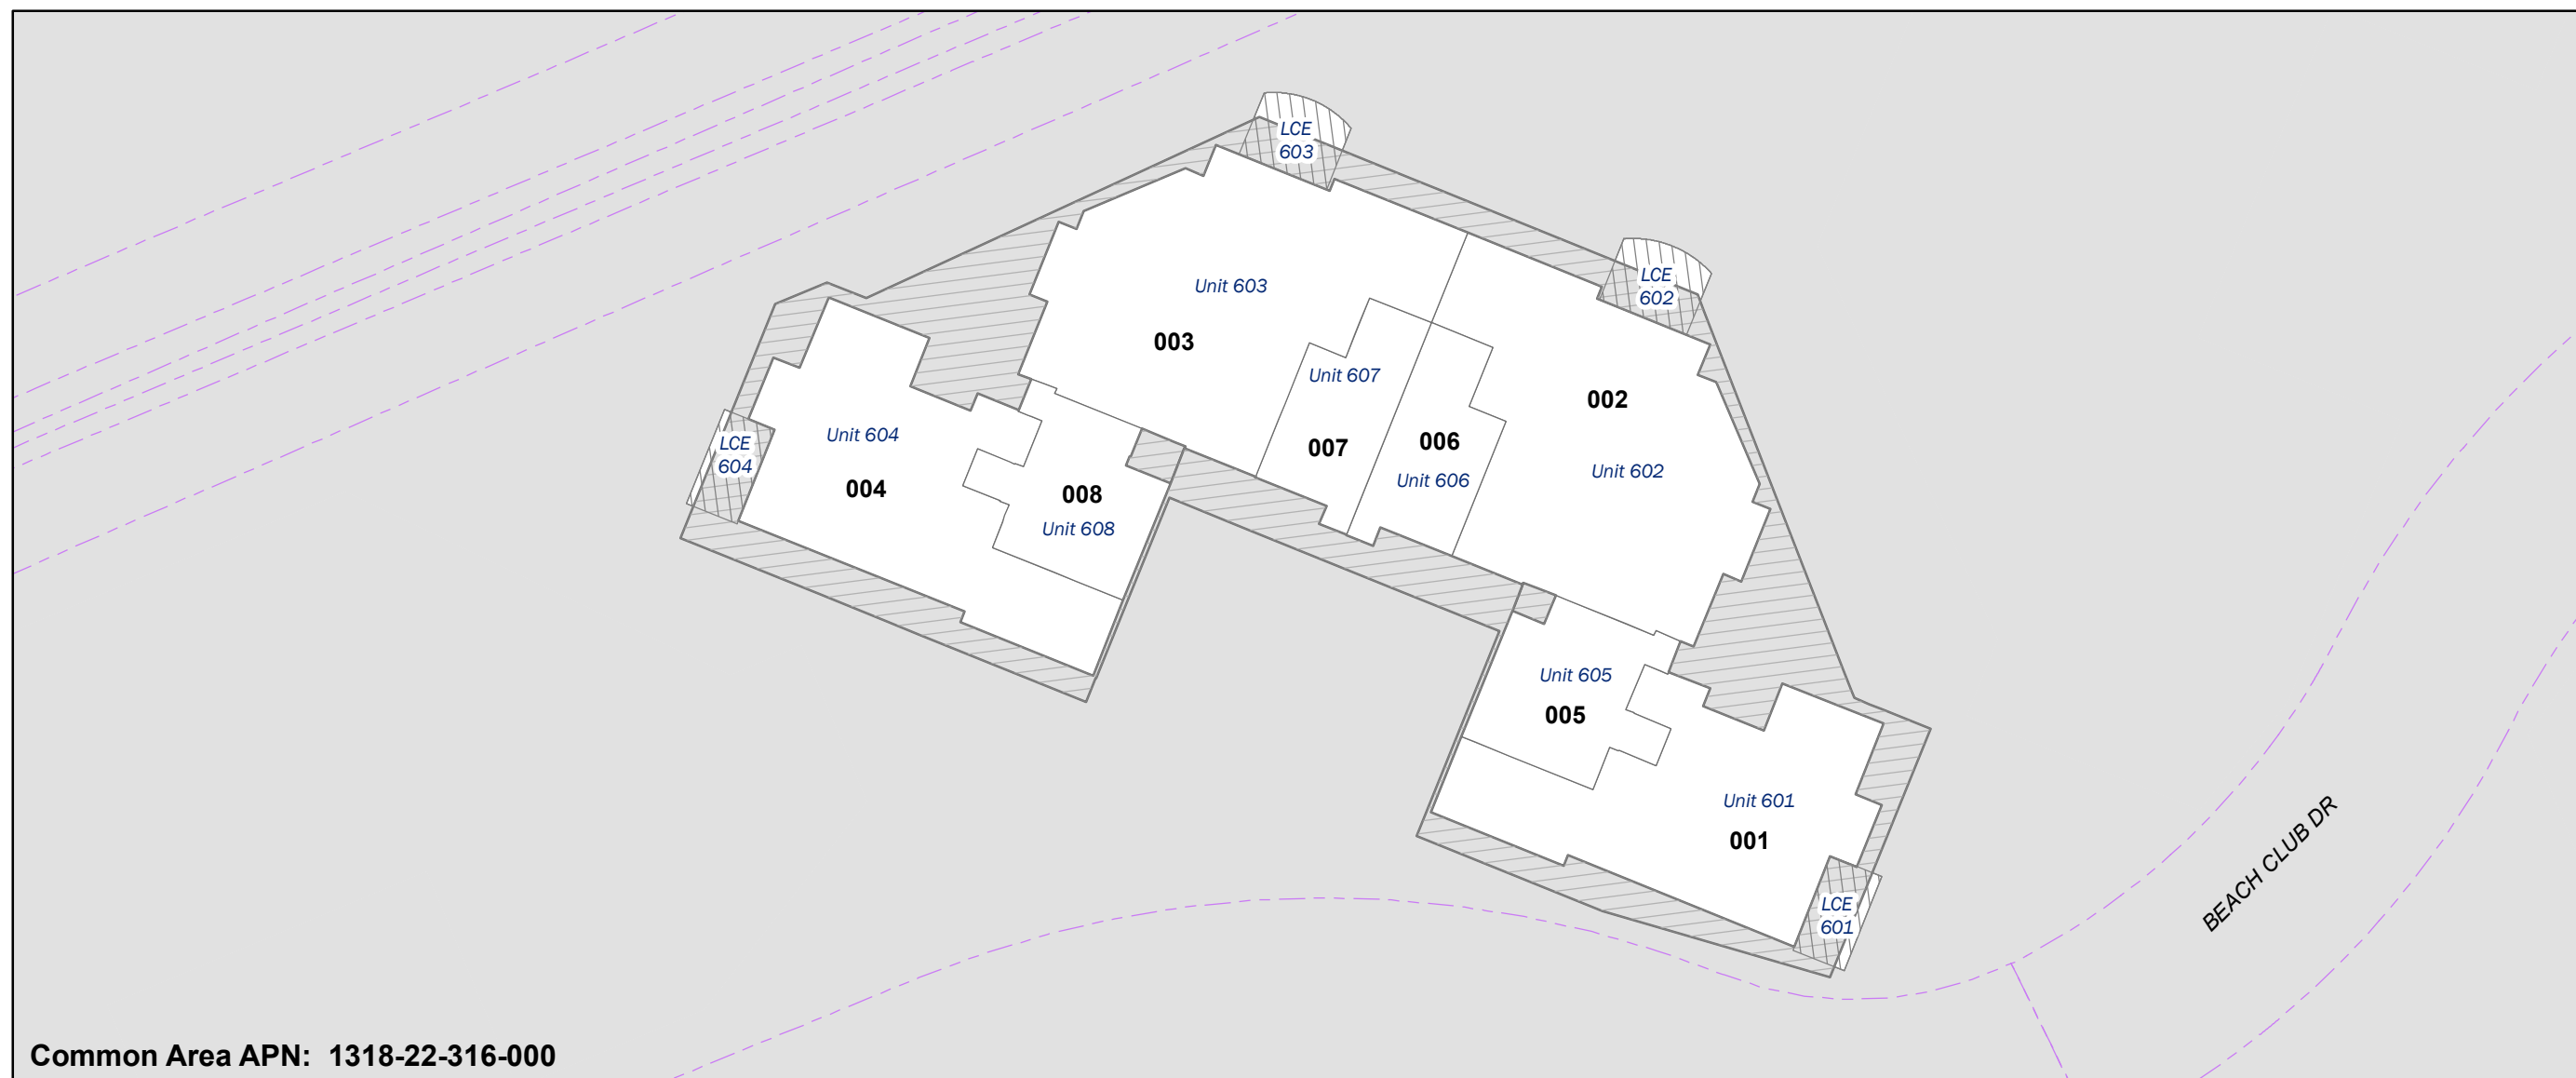 LCE
603
Unit 603
003
LCE
602
Unit 607
007
006
Unit 606
002
Unit 602
LCE
604
Unit 604
004
008
Unit 608
Unit 605
005
Unit 601
001
LCE
601
BEACH CLUB DR
Common Area APN: 1318-22-316-000